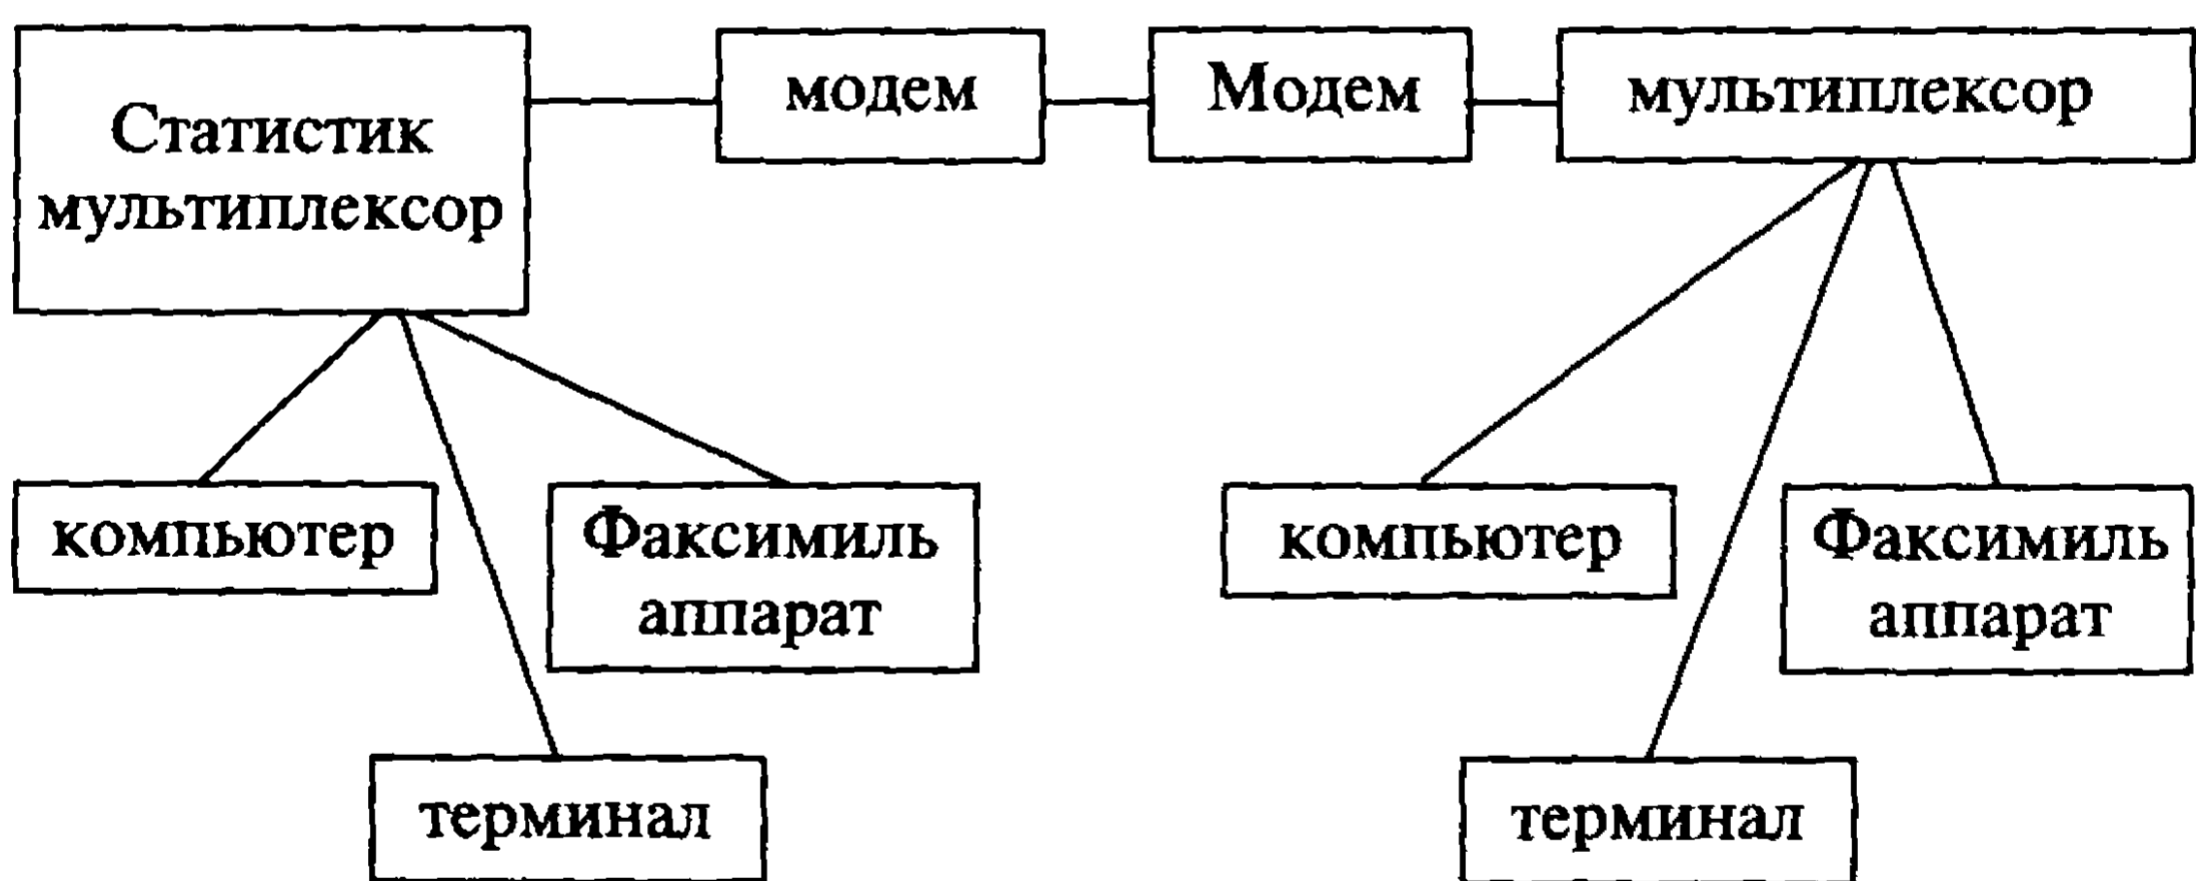 Статистик
мультиплексор
модем
Модем
мультиплексор
компьютер
Факсимиль
аппарат
терминал
компьютер
Факсимиль
аппарат
терминал